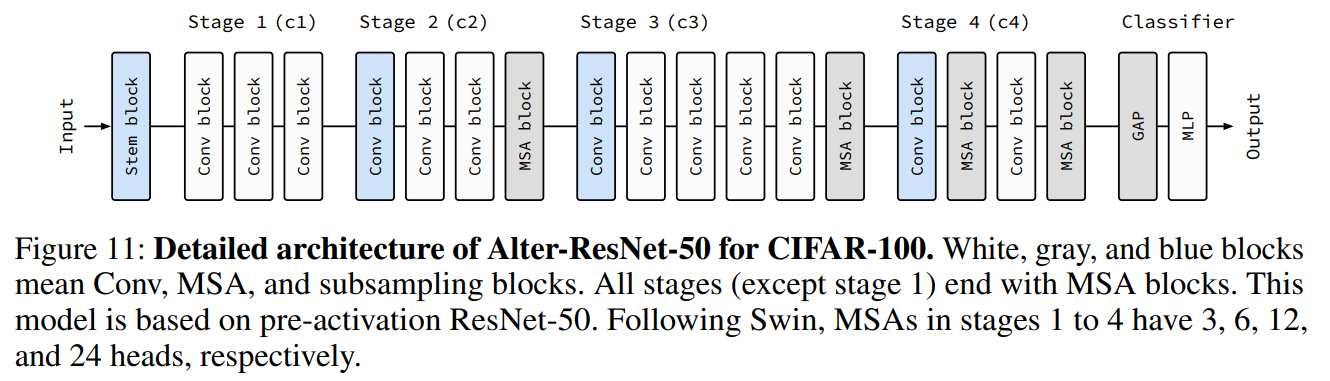 Stage 1 (c1) Stage 2 (c2) Stage 3 (c3) Stage 4 (c4) Classifier
Input
Stem block
Conv block
Conv block
Conv block
Conv block
Conv block
Conv block
MSA block
Conv block
Conv block
Conv block
Conv block
Conv block
MSA block
Conv block
MSA block
Conv block
MSA block
GAP
MLP
Output
Figure 11: Detailed architecture of Alter-ResNet-50 for CIFAR-100. White, gray, and blue blocks
mean Conv, MSA, and subsampling blocks. All stages (except stage 1) end with MSA blocks. This
model is based on pre-activation ResNet-50. Following Swin, MSAs in stages 1 to 4 have 3, 6, 12,
and 24 heads, respectively.